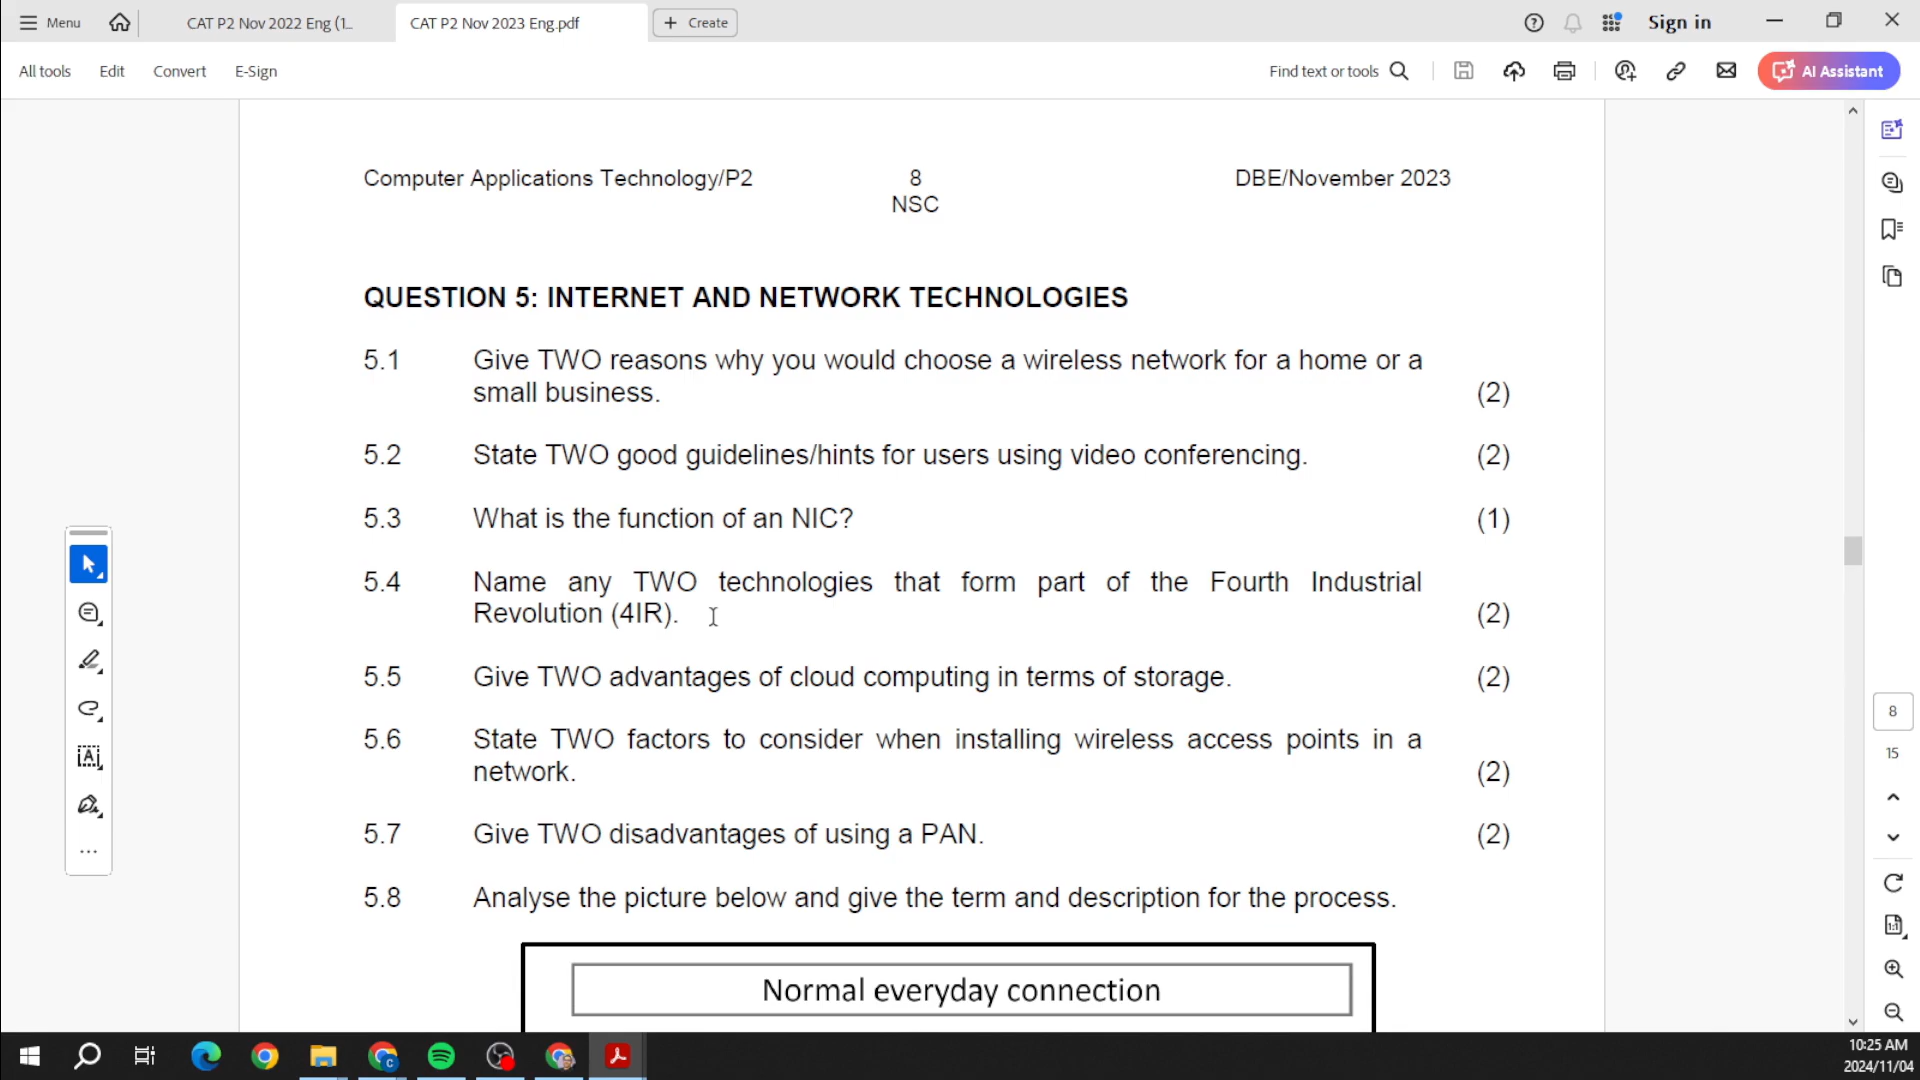 Menu
CAT P2 Nov 2022 Eng (1...
CAT P2 Nov 2023 Eng.pdf
+ Create
Sign in
All tools
Edit
Convert
E-Sign
Find text or tools
AI Assistant
Computer Applications Technology/P2
8
DBE/November 2023
NSC
QUESTION 5: INTERNET AND NETWORK TECHNOLOGIES
5.1 Give TWO reasons why you would choose a wireless network for a home or a
small business. (2)
5.2 State TWO good guidelines/hints for users using video conferencing. (2)
5.3 What is the function of an NIC? (1)
5.4 Name any TWO technologies that form part of the Fourth Industrial
Revolution (4IR). (2)
5.5 Give TWO advantages of cloud computing in terms of storage. (2)
5.6 State TWO factors to consider when installing wireless access points in a
network. (2)
5.7 Give TWO disadvantages of using a PAN. (2)
5.8 Analyse the picture below and give the term and description for the process.
Normal everyday connection
8
15
10:25 AM
2024/11/04